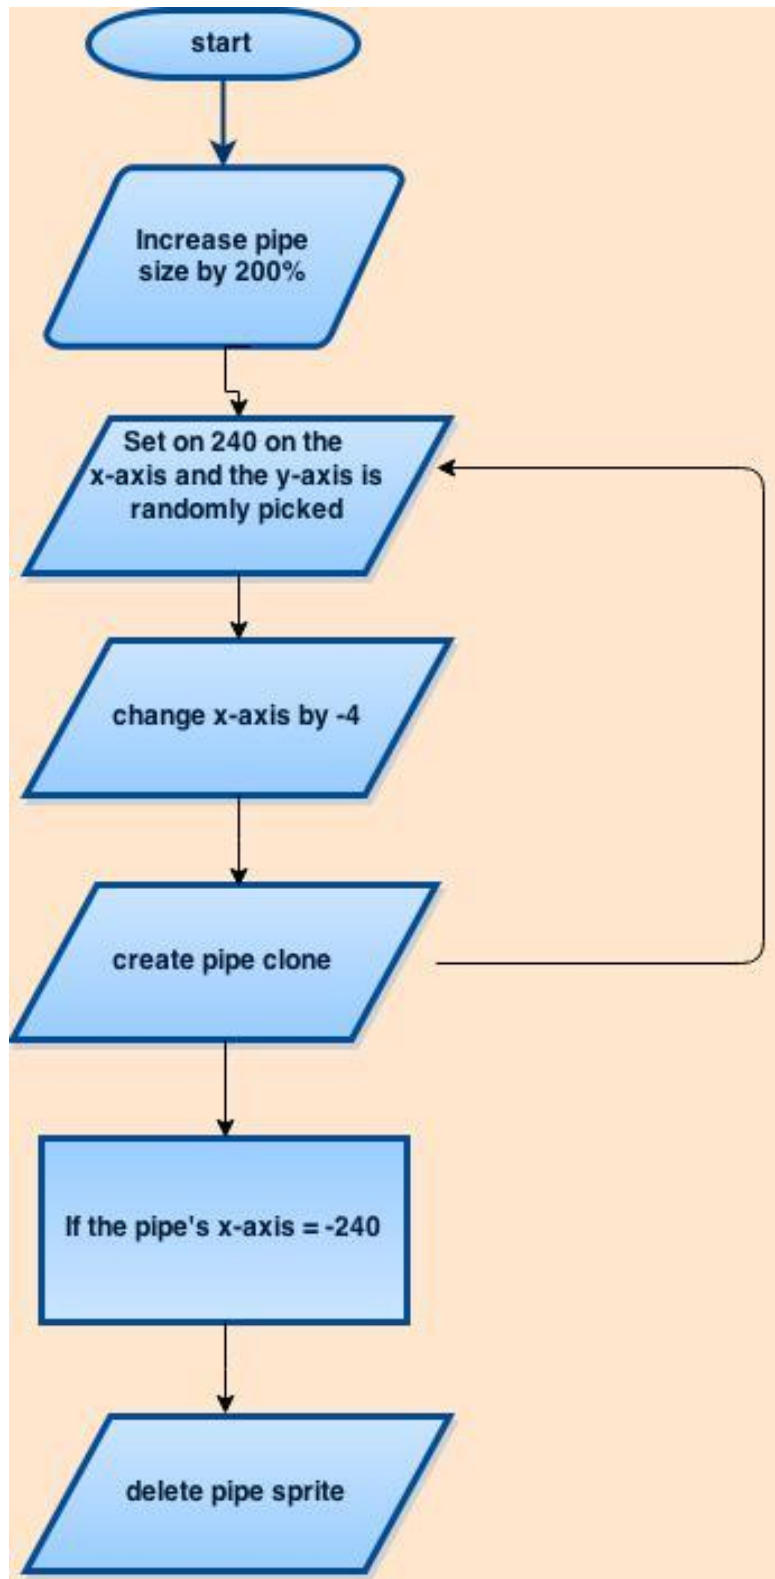 start
Increase pipe
size by 200%
Set on 240 on the
x-axis and the y-axis is
randomly picked
change x-axis by -4
create pipe clone
If the pipe's x-axis = -240
delete pipe sprite